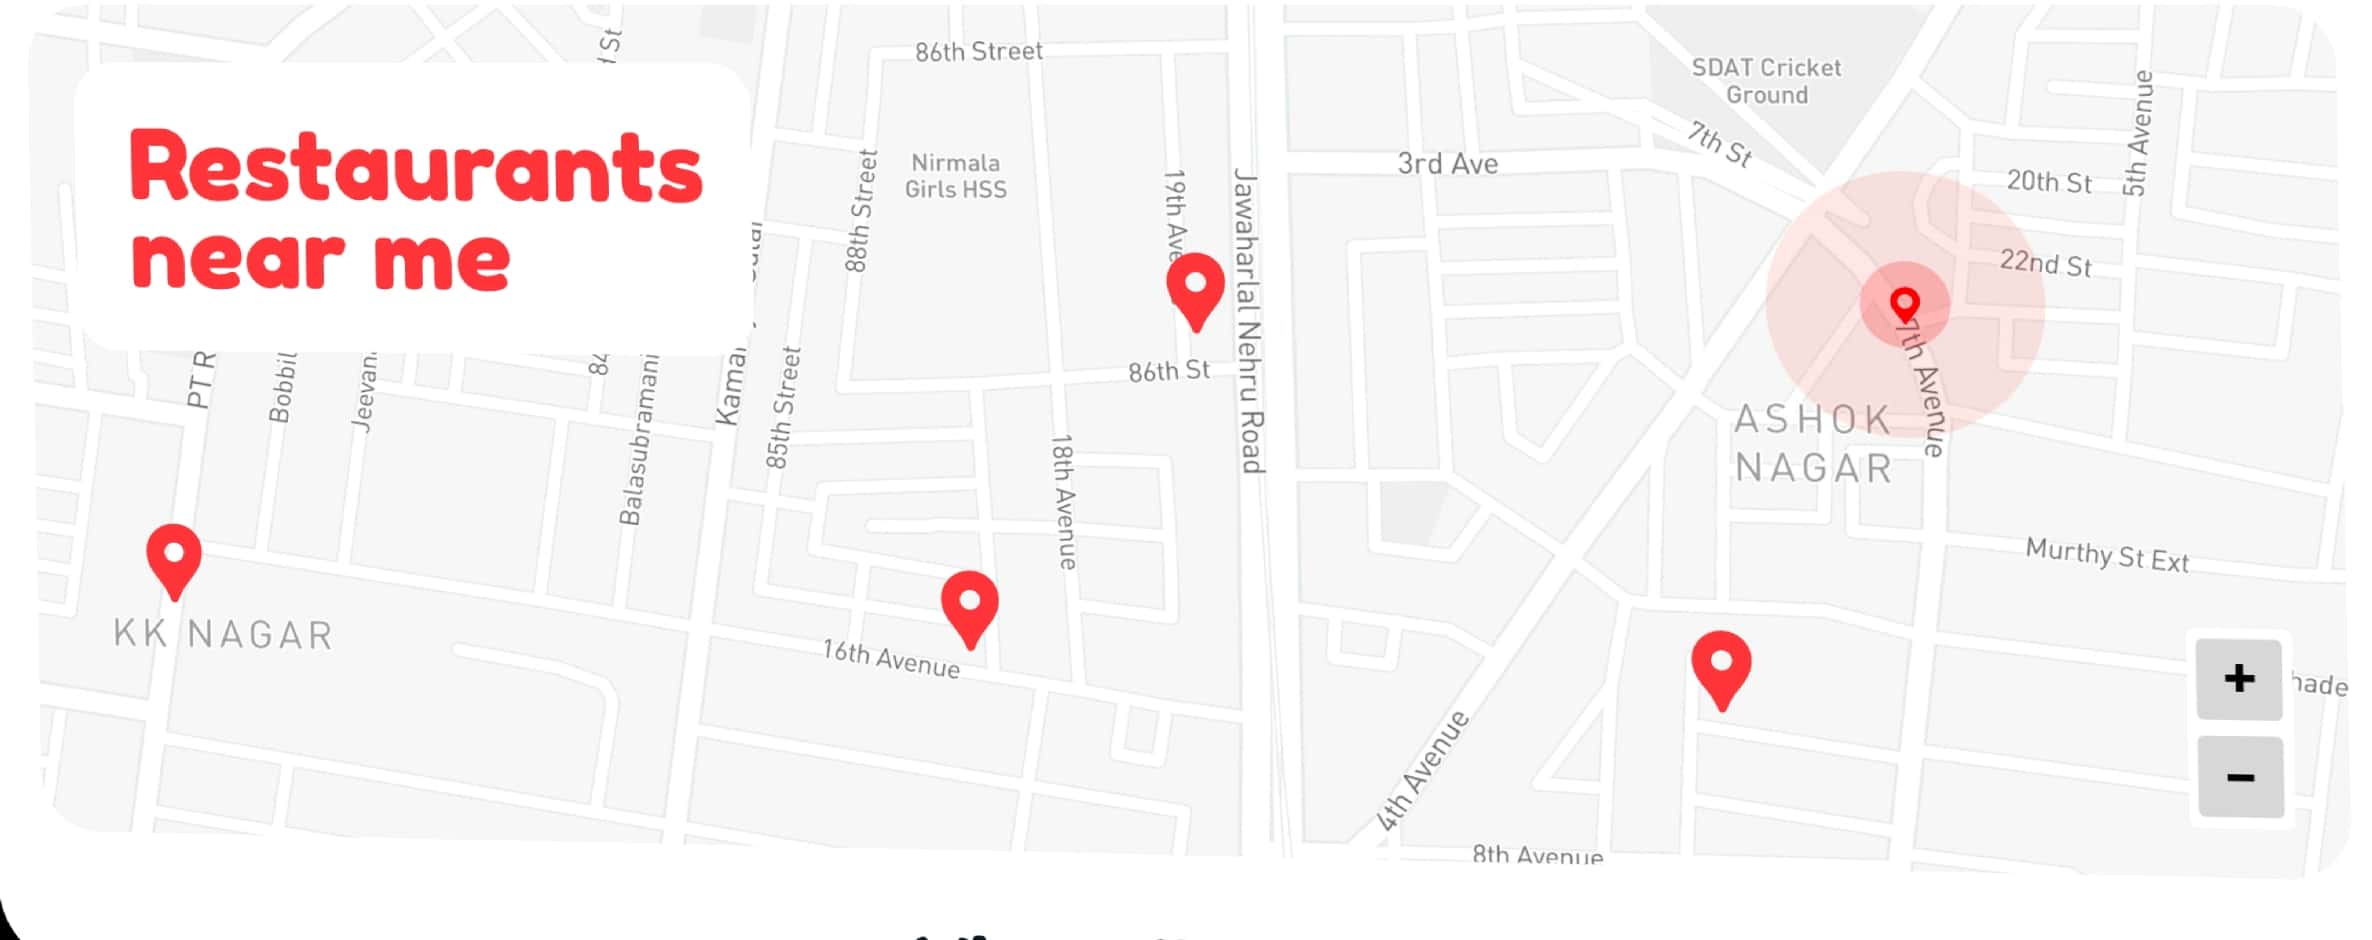 Restaurants
near me
86th Street
SDAT Cricket
Ground
7th St
3rd Ave
5th Avenue
20th St
22nd St
Nirmala
Girls HSS
88th Street
19th Ave
Jawaharlal Nehru Road
86th St
85th Street
Balasubramani
Jeevan
Bobbil
PT R
Kamar
84
St
7th Avenue
ASHOK
NAGAR
18th Avenue
Murthy St Ext
KK NAGAR
16th Avenue
4th Avenue
8th Avenue
hade
+
−